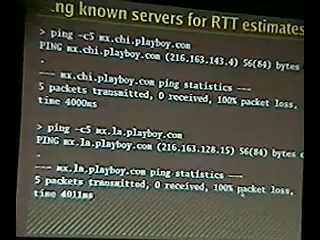 ng known servers for RTT estimates
> ping -c5 mx.chi.playboy.com
PING mx.chi.playboy.com (216.163.143.4) 56(84) bytes
.
--- mx.chi.playboy.com ping statistics ---
5 packets transmitted, 0 received, 100% packet loss,
time 4000ms
> ping -c5 mx.la.playboy.com
PING mx.la.playboy.com (216.163.128.15) 56(84) bytes
.
--- mx.la.playboy.com ping statistics ---
5 packets transmitted, 0 received, 100% packet loss,
time 4011ms